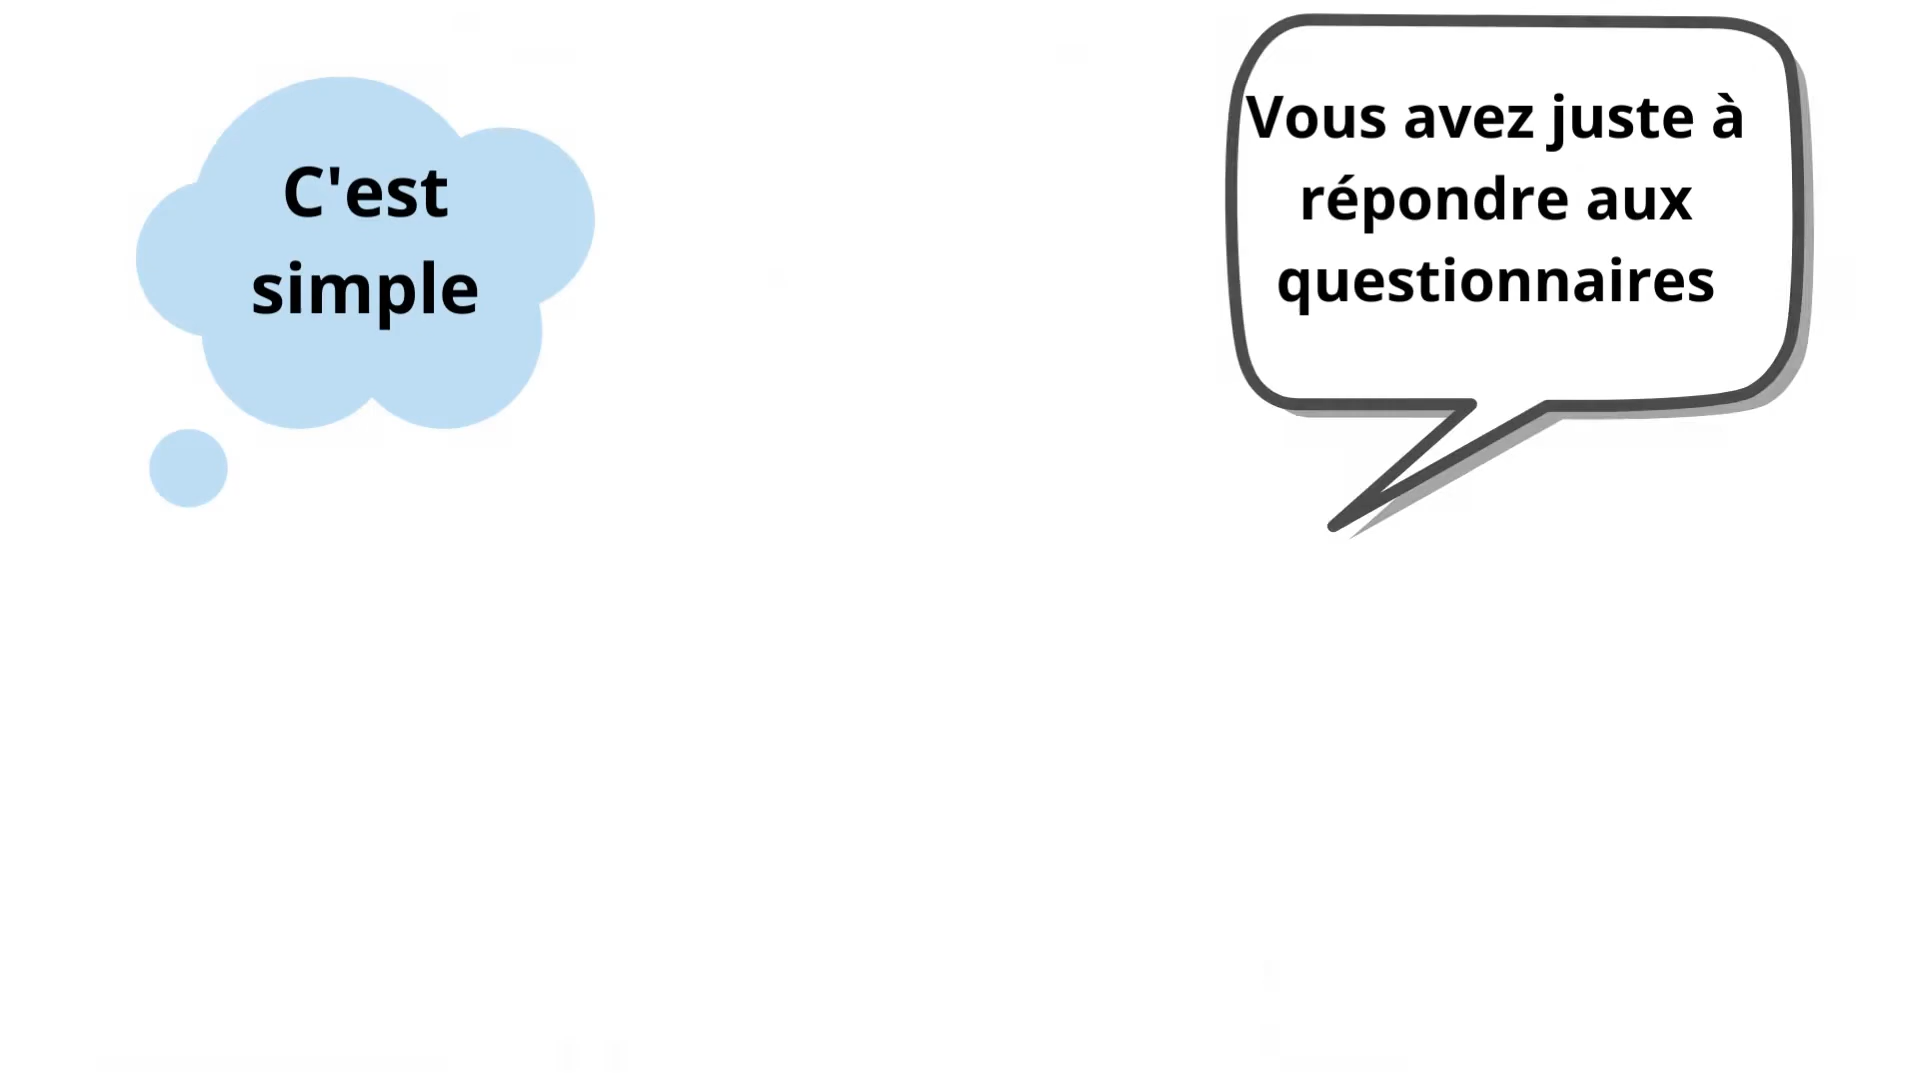 C'est
simple
Vous avez juste à
répondre aux
questionnaires